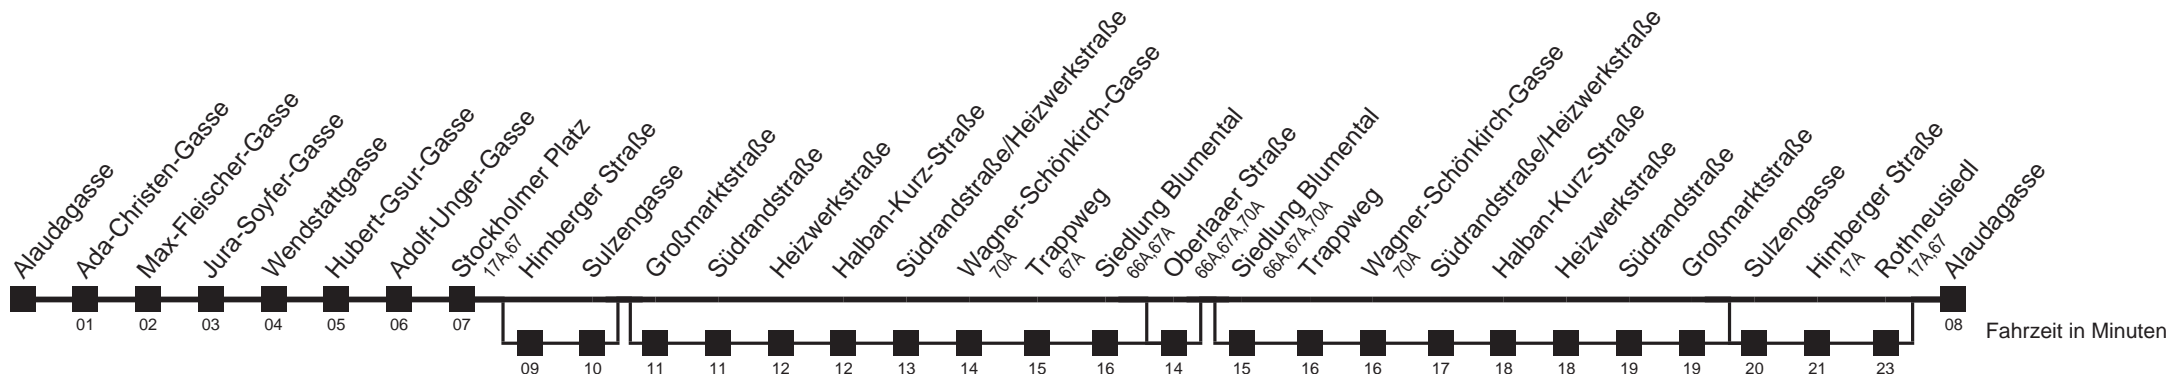 Alaudagasse
Ada-Christen-Gasse
Max-Fleischer-Gasse
Jura-Soyfer-Gasse
Wendstattgasse
Hubert-Gsur-Gasse
Adolf-Unger-Gasse
Stockholmer Platz
17A,67
Himberger Straße
Sulzengasse
Großmarktstraße
Südrandstraße
Heizwerkstraße
Halban-Kurz-Straße
Südrandstraße/Heizwerkstraße
Wagner-Schönkirch-Gasse
70A
Trappweg
67A
Siedlung Blumental
66A,67A
Oberlaaer Straße
66A,67A,70A
Siedlung Blumental
66A,67A,70A
Trappweg
Wagner-Schönkirch-Gasse
70A
Südrandstraße/Heizwerkstraße
Halban-Kurz-Straße
Heizwerkstraße
Südrandstraße
Großmarktstraße
Sulzengasse
Himberger Straße
17A
Rothneusiedl
17A,67
Alaudagasse
01 02 03 04 05 06 07 08
Fahrzeit in Minuten
09 10 11 11 12 12 13 14 15 16 14 15 16 16 17 18 18 19 19 20 21 23